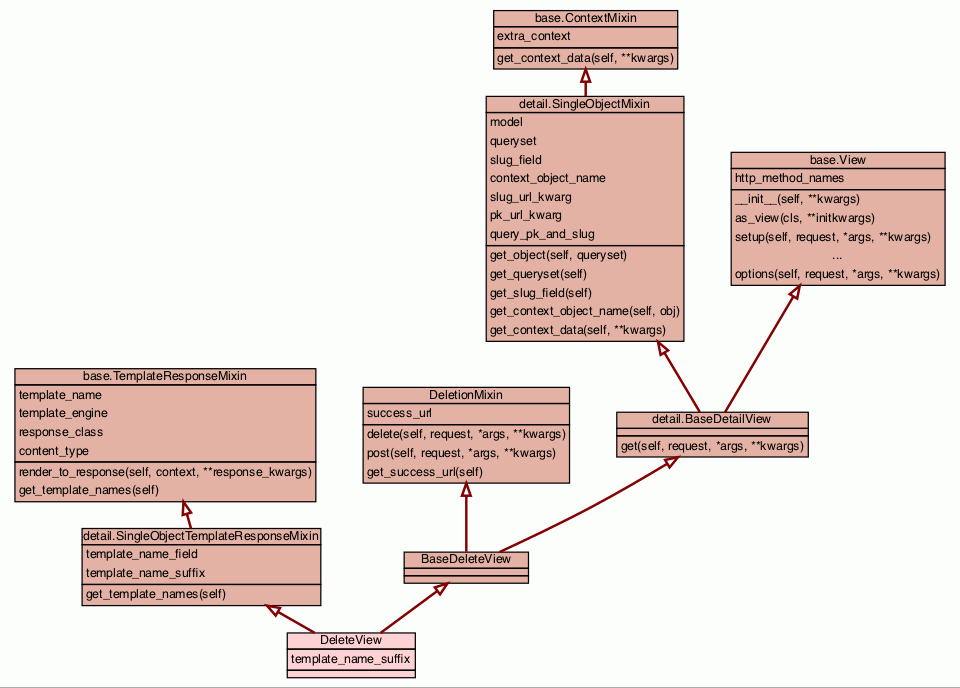 base.ContextMixin
extra_context
get_context_data(self, **kwargs)
detail.SingleObjectMixin
model
queryset
slug_field
context_object_name
slug_url_kwarg
pk_url_kwarg
query_pk_and_slug
get_object(self, queryset)
get_queryset(self)
get_slug_field(self)
get_context_object_name(self, obj)
get_context_data(self, **kwargs)
base.View
http_method_names
__init__(self, **kwargs)
as_view(cls, **initkwargs)
setup(self, request, *args, **kwargs)
...
options(self, request, *args, **kwargs)
base.TemplateResponseMixin
template_name
template_engine
response_class
content_type
render_to_response(self, context, **response_kwargs)
get_template_names(self)
DeletionMixin
success_url
delete(self, request, *args, **kwargs)
post(self, request, *args, **kwargs)
get_success_url(self)
detail.BaseDetailView
get(self, request, *args, **kwargs)
detail.SingleObjectTemplateResponseMixin
template_name_field
template_name_suffix
get_template_names(self)
BaseDeleteView
DeleteView
template_name_suffix